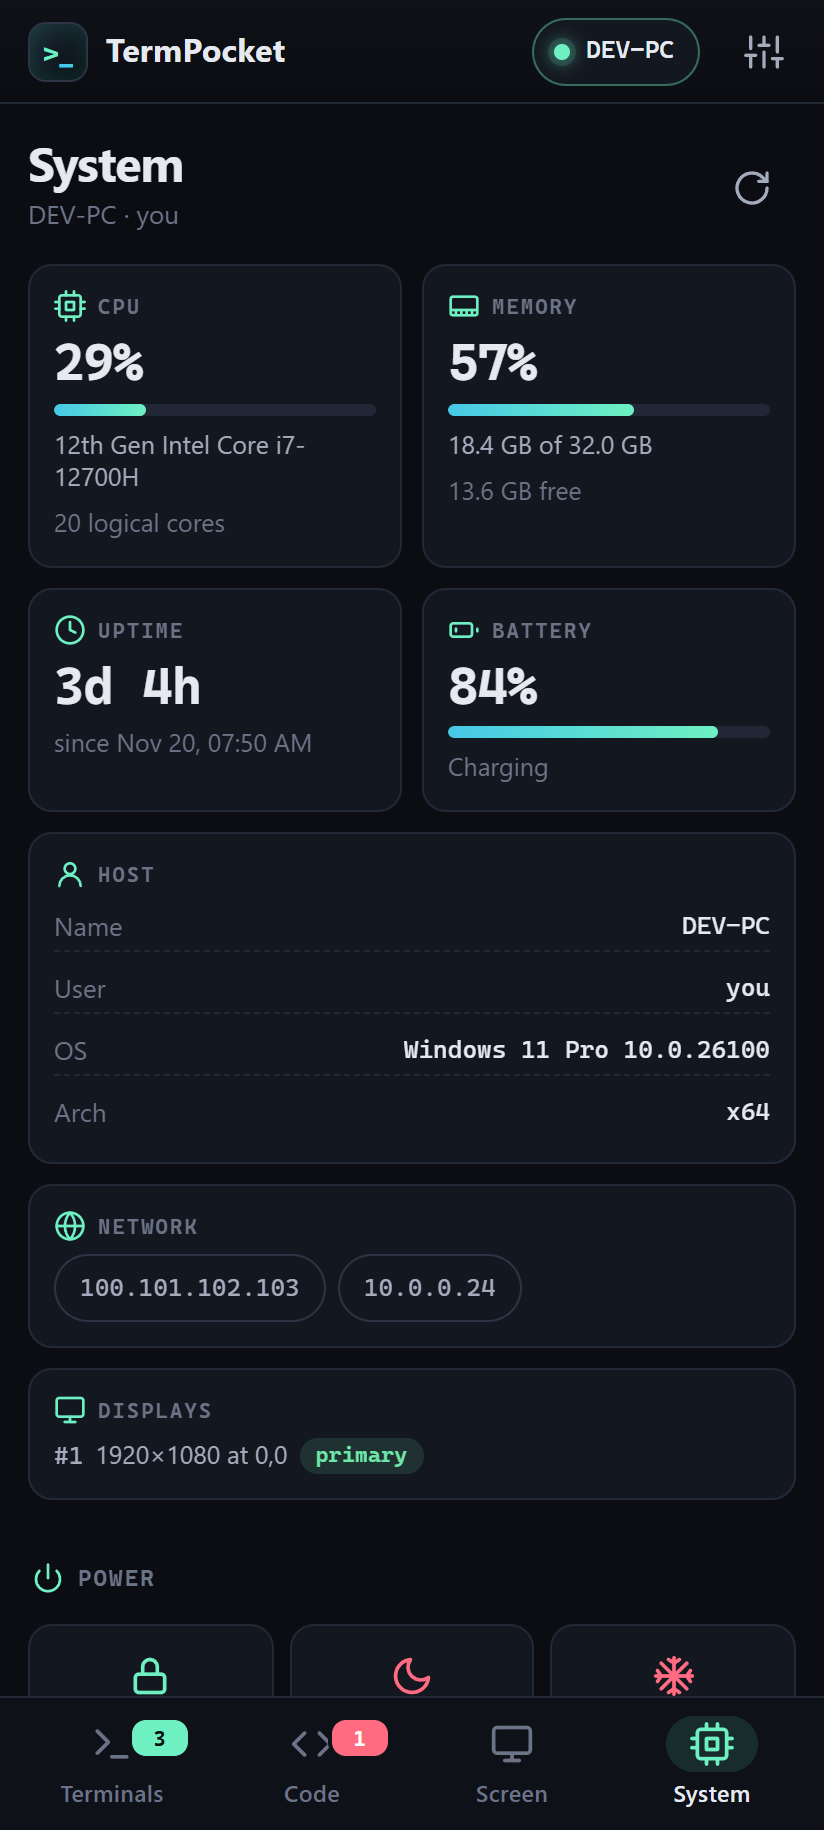 >_ TermPocket DEV-PC
System
DEV-PC · you
CPU
29%
12th Gen Intel Core i7-
12700H
20 logical cores
MEMORY
57%
18.4 GB of 32.0 GB
13.6 GB free
UPTIME
3d 4h
since Nov 20, 07:50 AM
BATTERY
84%
Charging
HOST
Name DEV-PC
User you
OS Windows 11 Pro 10.0.26100
Arch x64
NETWORK
100.101.102.103 10.0.0.24
DISPLAYS
#1 1920×1080 at 0,0 primary
POWER
3 1
Terminals Code Screen System